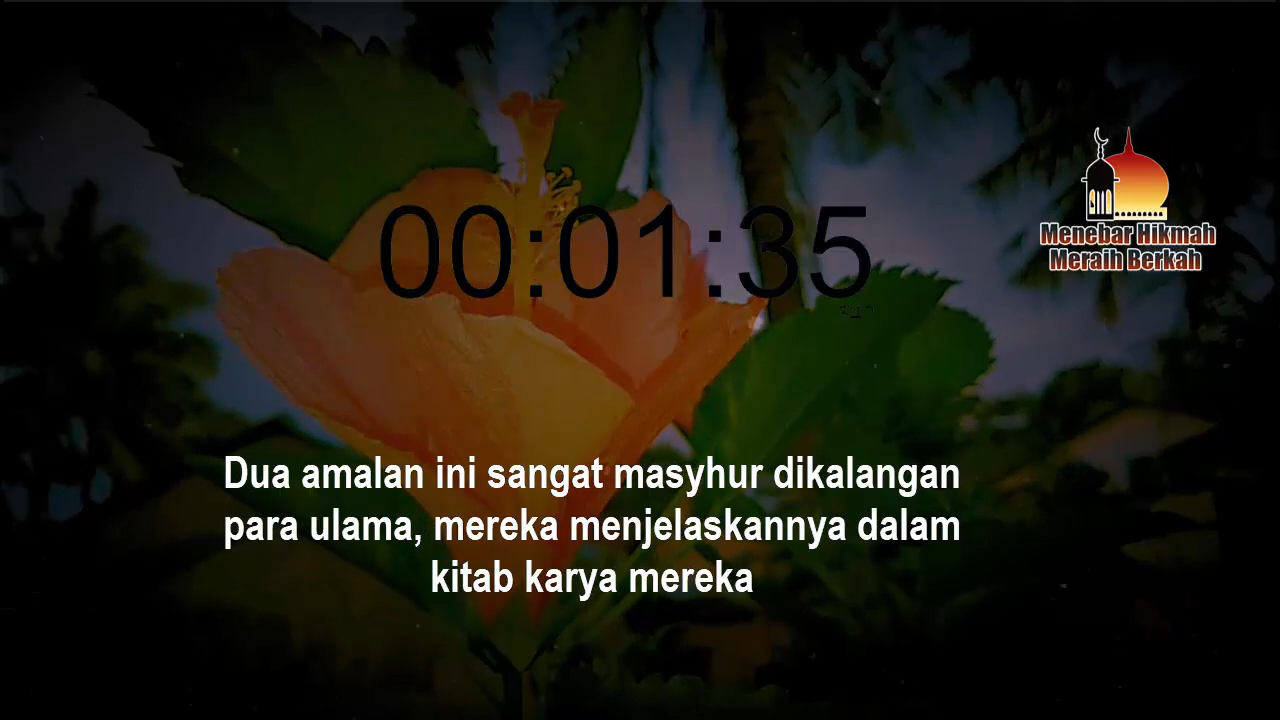 00:01:35
Menebar Hikmah
Meraih Berkah
Dua amalan ini sangat masyhur dikalangan
para ulama, mereka menjelaskannya dalam
kitab karya mereka